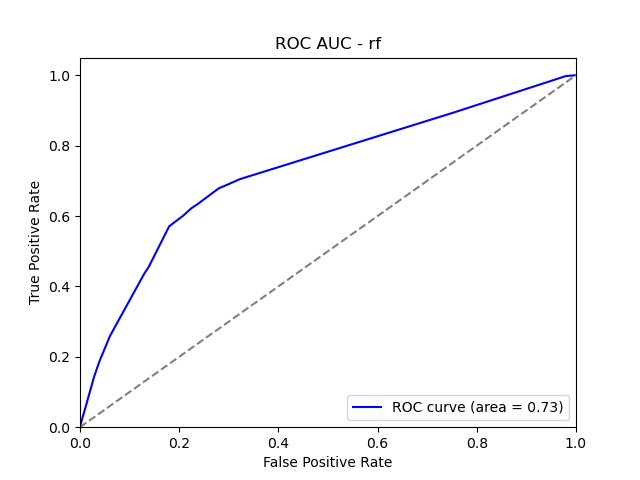 ROC AUC - rf
1.0
0.8
0.6
0.4
0.2
0.0
True Positive Rate
ROC curve (area = 0.73)
0.0 0.2 0.4 0.6 0.8 1.0
False Positive Rate